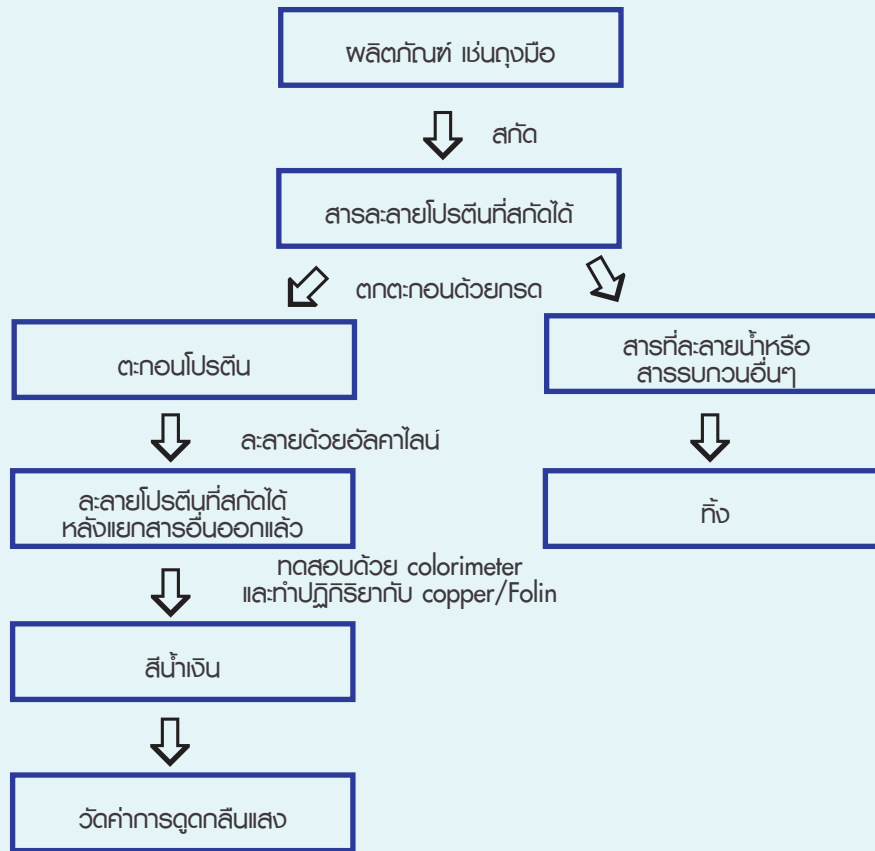 ผลิตภัณฑ์ เช่นถุงมือ
สกัด
สารละลายโปรตีนที่สกัดได้
ตกตะกอนด้วยกรด
ตะกอนโปรตีน
สารที่ละลายน้ำหรือ
สารรบกวนอื่นๆ
ละลายด้วยอัลคาไลน์
ละลายโปรตีนที่สกัดได้
หลังแยกสารอื่นออกแล้ว
ทิ้ง
ทดสอบด้วย colorimeter
และทำปฏิกิริยากับ copper/Folin
สีน้ำเงิน
วัดค่าการดูดกลืนแสง